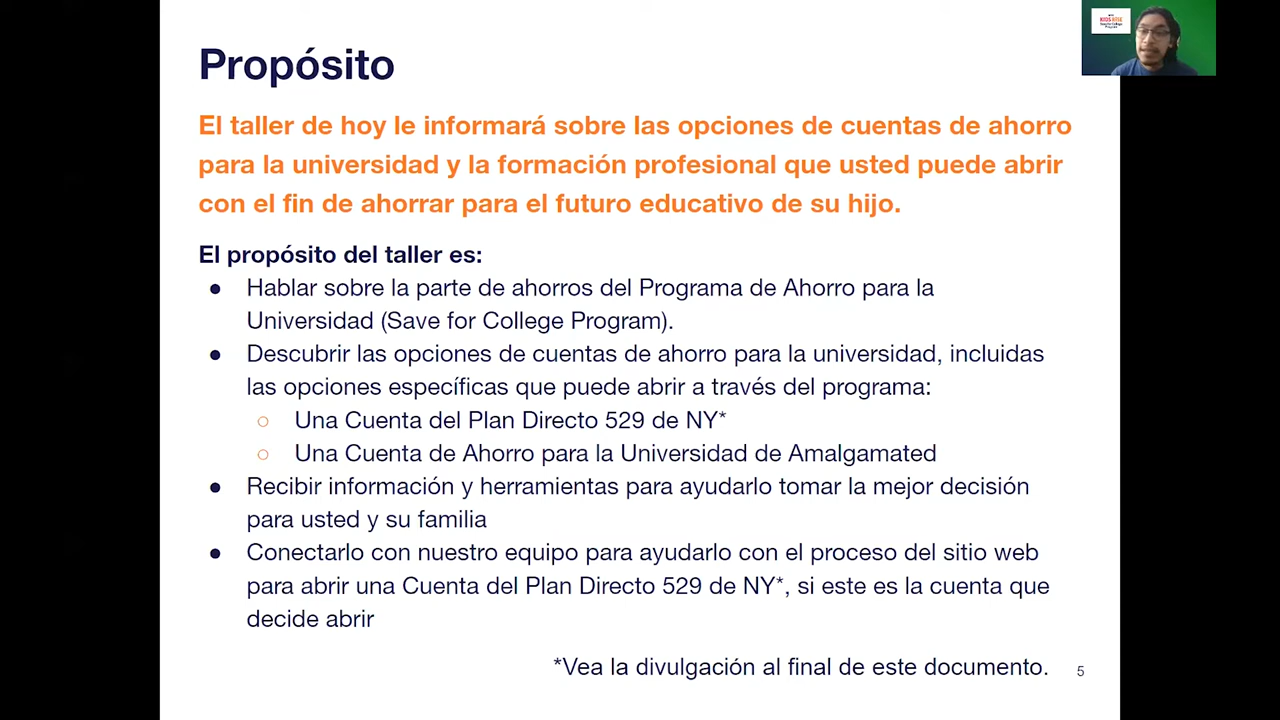 Propósito
El taller de hoy le informará sobre las opciones de cuentas de ahorro
para la universidad y la formación profesional que usted puede abrir
con el fin de ahorrar para el futuro educativo de su hijo.
El propósito del taller es:
● Hablar sobre la parte de ahorros del Programa de Ahorro para la
Universidad (Save for College Program).
● Descubrir las opciones de cuentas de ahorro para la universidad, incluidas
las opciones específicas que puede abrir a través del programa:
○ Una Cuenta del Plan Directo 529 de NY*
○ Una Cuenta de Ahorro para la Universidad de Amalgamated
● Recibir información y herramientas para ayudarlo tomar la mejor decisión
para usted y su familia
● Conectarlo con nuestro equipo para ayudarlo con el proceso del sitio web
para abrir una Cuenta del Plan Directo 529 de NY*, si este es la cuenta que
decide abrir
*Vea la divulgación al final de este documento.
5
KIDS RISE